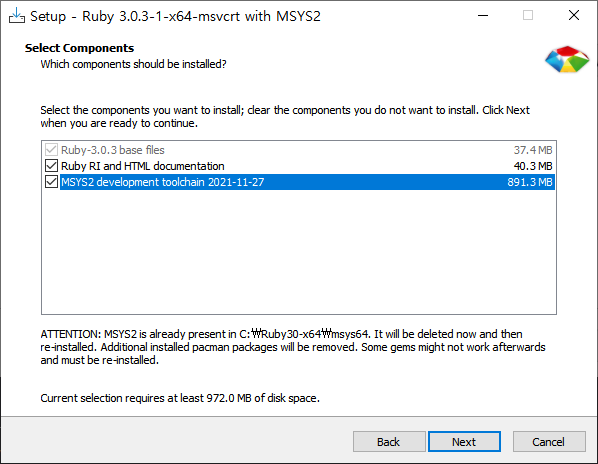 Setup - Ruby 3.0.3-1-x64-msvcrt with MSYS2
Select Components
Which components should be installed?
Select the components you want to install; clear the components you do not want to install. Click Next
when you are ready to continue.
Ruby-3.0.3 base files 37.4 MB
Ruby RI and HTML documentation 40.3 MB
MSYS2 development toolchain 2021-11-27 891.3 MB
ATTENTION: MSYS2 is already present in C:₩Ruby30-x64₩msys64. It will be deleted now and then
re-installed. Additional installed pacman packages will be removed. Some gems might not work afterwards
and must be re-installed.
Current selection requires at least 972.0 MB of disk space.
Back Next Cancel